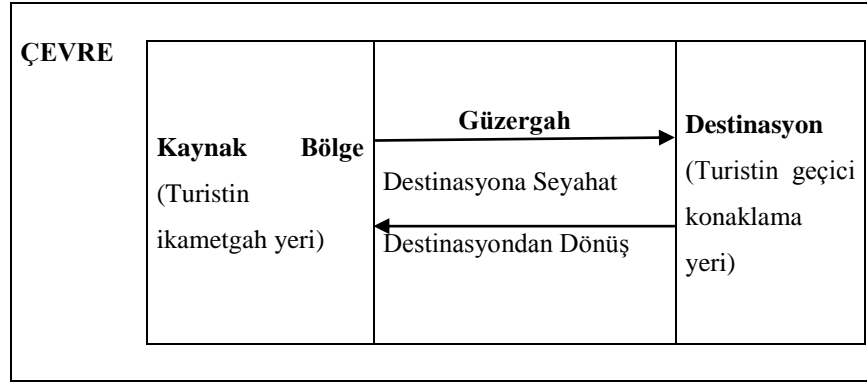 ÇEVRE
Kaynak Bölge
(Turistin
ikametgah yeri)
Güzergah
Destinasyona Seyahat
Destinasyondan Dönüş
Destinasyon
(Turistin geçici
konaklama
yeri)